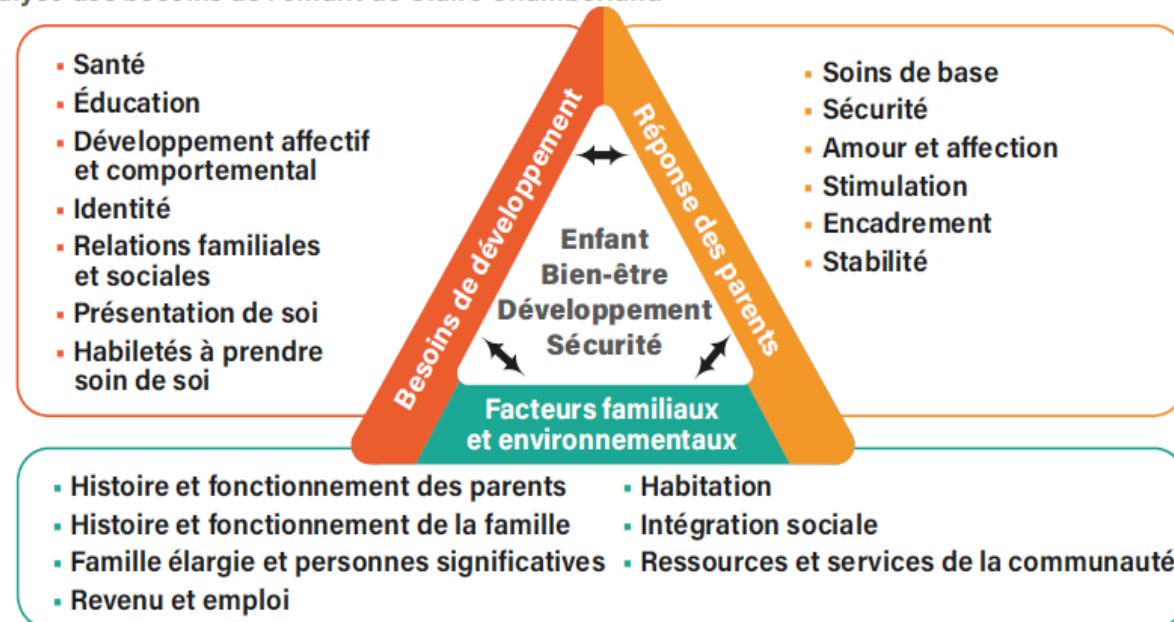 ▪ Santé
▪ Éducation
▪ Développement affectif
et comportemental
▪ Identité
▪ Relations familiales
et sociales
▪ Présentation de soi
▪ Habiletés à prendre
soin de soi
Besoins de développement
Réponse des parents
Enfant
Bien-être
Développement
Sécurité
▪ Soins de base
▪ Sécurité
▪ Amour et affection
▪ Stimulation
▪ Encadrement
▪ Stabilité
Facteurs familiaux
et environnementaux
▪ Histoire et fonctionnement des parents
▪ Histoire et fonctionnement de la famille
▪ Famille élargie et personnes significatives
▪ Revenu et emploi
▪ Habitation
▪ Intégration sociale
▪ Ressources et services de la communauté